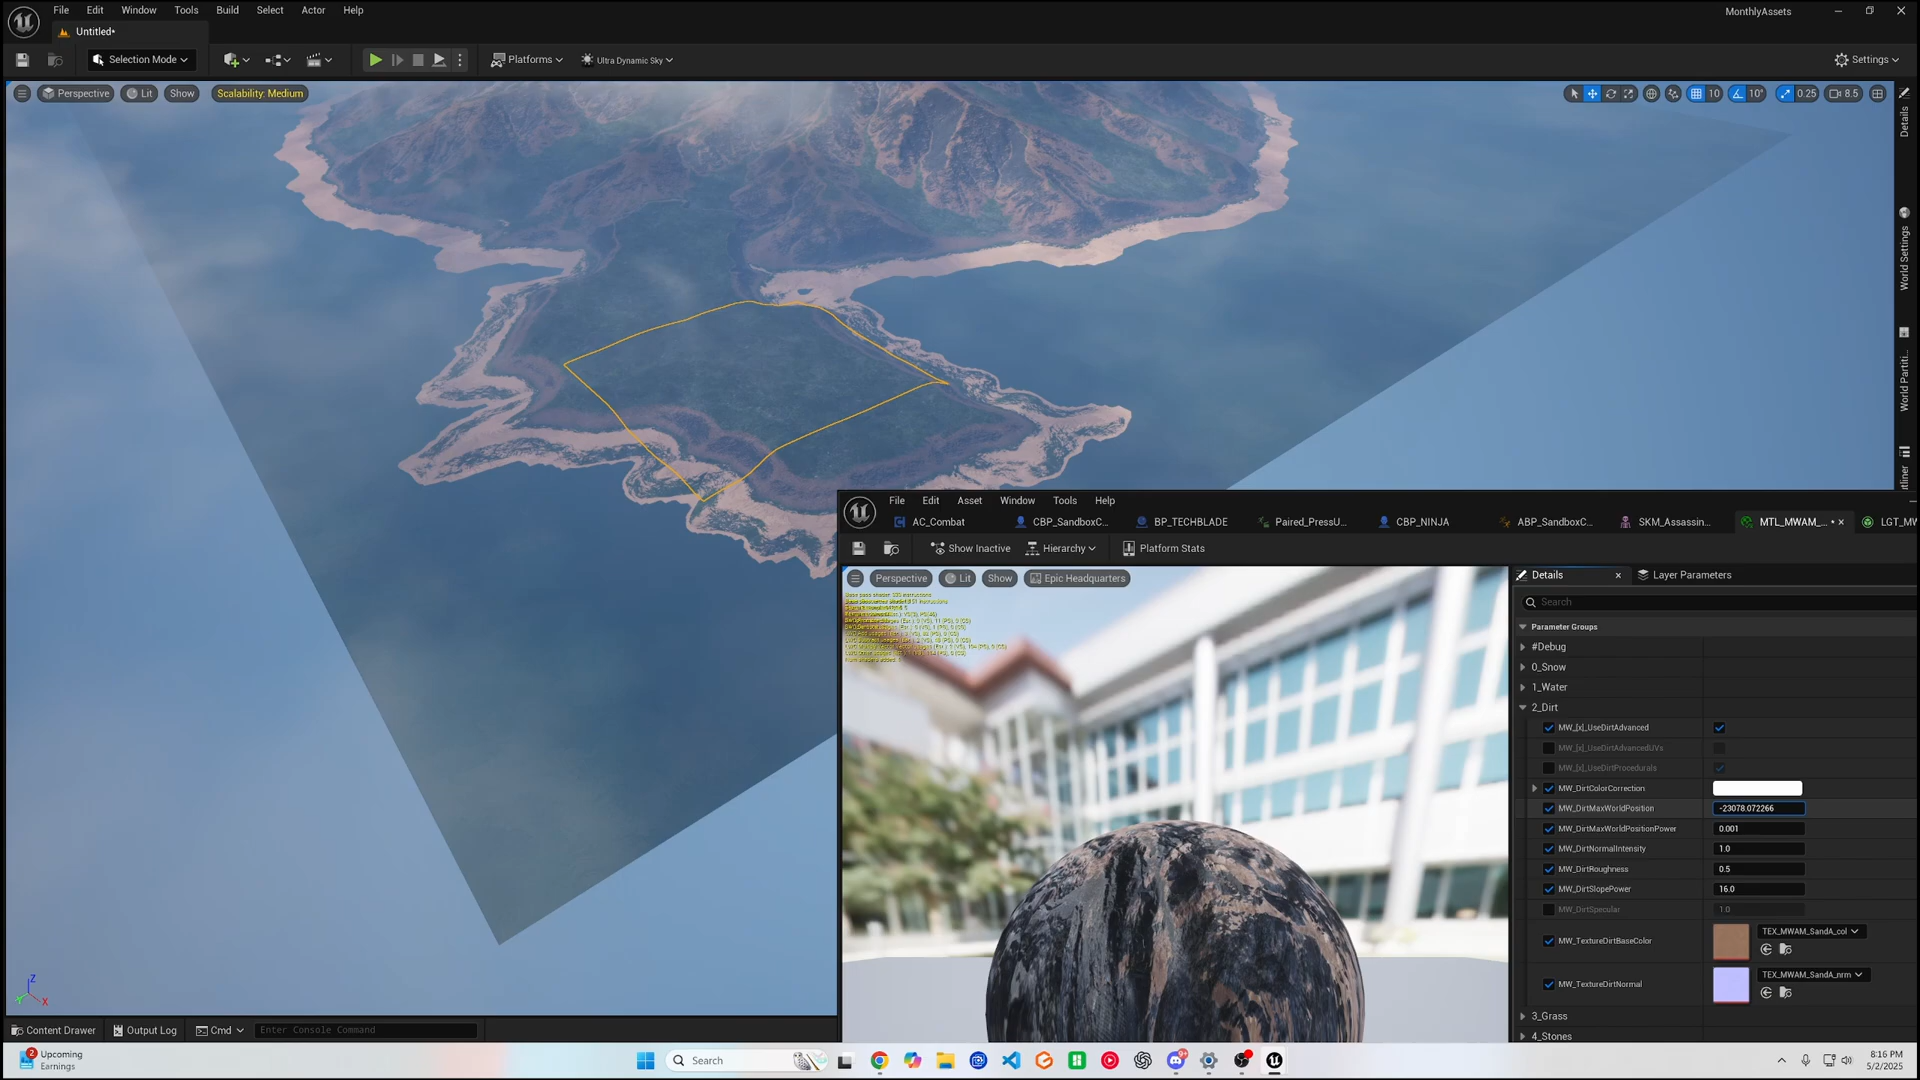 File Edit Window Tools Build Select Actor Help
MonthlyAssets
Untitled*
Selection Mode
Platforms
Ultra Dynamic Sky
Settings
Perspective Lit Show Scalability: Medium
10 10° 0.25 8.5
Details
World Settings
World Partiti...
File Edit Asset Window Tools Help
AC_Combat CBP_SandboxC... BP_TECHBLADE Paired_PressU... CBP_NINJA ABP_SandboxC... SKM_Assassin... MTL_MWAM_... * LGT_MW
Show Inactive Hierarchy Platform Stats
Perspective Lit Show Epic Headquarters
Details Layer Parameters
Search
Parameter Groups
#Debug
0_Snow
1_Water
2_Dirt
MW_[x]_UseDirtAdvanced
MW_[x]_UseDirtAdvancedUVs
MW_[x]_UseDirtProcedurals
MW_DirtColorCorrection
MW_DirtMaxWorldPosition -23078.072266
MW_DirtMaxWorldPositionPower 0.001
MW_DirtNormalIntensity 1.0
MW_DirtRoughness 0.5
MW_DirtSlopePower 16.0
MW_DirtSpecular 1.0
MW_TextureDirtBaseColor TEX_MWAM_SandA_col
MW_TextureDirtNormal TEX_MWAM_SandA_nrm
3_Grass
4_Stones
Z
X
Content Drawer Output Log Cmd Enter Console Command
2 Upcoming
Earnings
Search
8:16 PM
5/2/2025